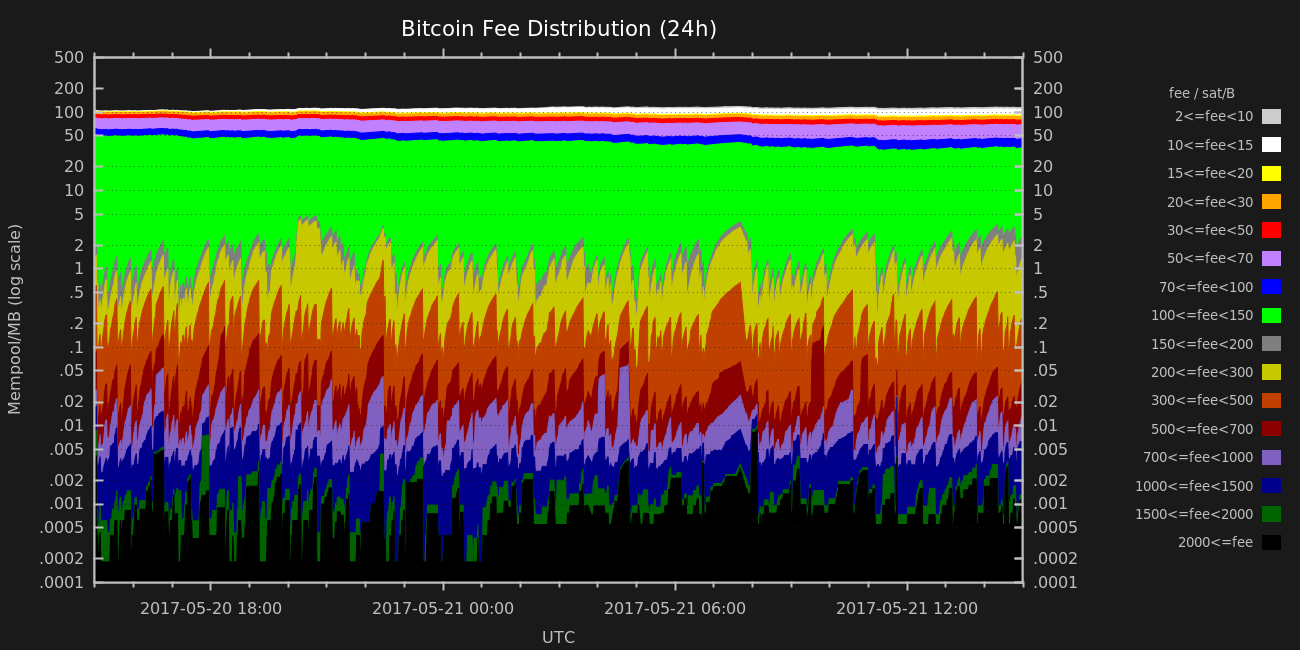 Bitcoin Fee Distribution (24h)
Mempool/MB (log scale)
500
200
100
50
20
10
5
2
1
.5
.2
.1
.05
.02
.01
.005
.002
.001
.0005
.0002
.0001
500
200
100
50
20
10
5
2
1
.5
.2
.1
.05
.02
.01
.005
.002
.001
.0005
.0002
.0001
2017-05-20 18:00
2017-05-21 00:00
2017-05-21 06:00
2017-05-21 12:00
UTC
fee / sat/B
2<=fee<10
10<=fee<15
15<=fee<20
20<=fee<30
30<=fee<50
50<=fee<70
70<=fee<100
100<=fee<150
150<=fee<200
200<=fee<300
300<=fee<500
500<=fee<700
700<=fee<1000
1000<=fee<1500
1500<=fee<2000
2000<=fee